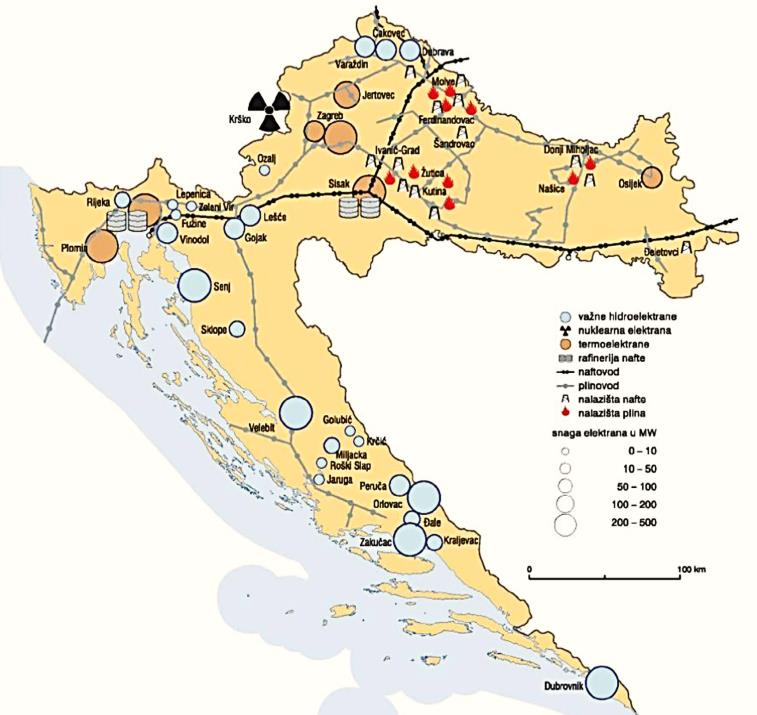 Čakovec
Varaždin
Dubrava
Jertovec
Molve
Krško
Zagreb
Ferdinandovac
Šandrovac
Ozalj
Ivanić-Grad
Donji Miholjac
Žutica
Kutina
Našice
Osijek
Sisak
Rijeka
Lepenica
Zeleni Vir
Fužine
Lešće
Plomin
Vinodol
Gojak
Đeletovci
Senj
Sklope
Velebit
Golubić
Krčić
Miljacka
Roški Slap
Jaruga
Peruča
Orlovac
Đale
Zakučac
Kraljevac
Dubrovnik
važne hidroelektrane
nuklearna elektrana
termoelektrane
rafinerija nafte
naftovod
plinovod
nalazišta nafte
nalazišta plina
snaga elektrana u MW
0 – 10
10 – 50
50 – 100
100 – 200
200 – 500
0
100 km